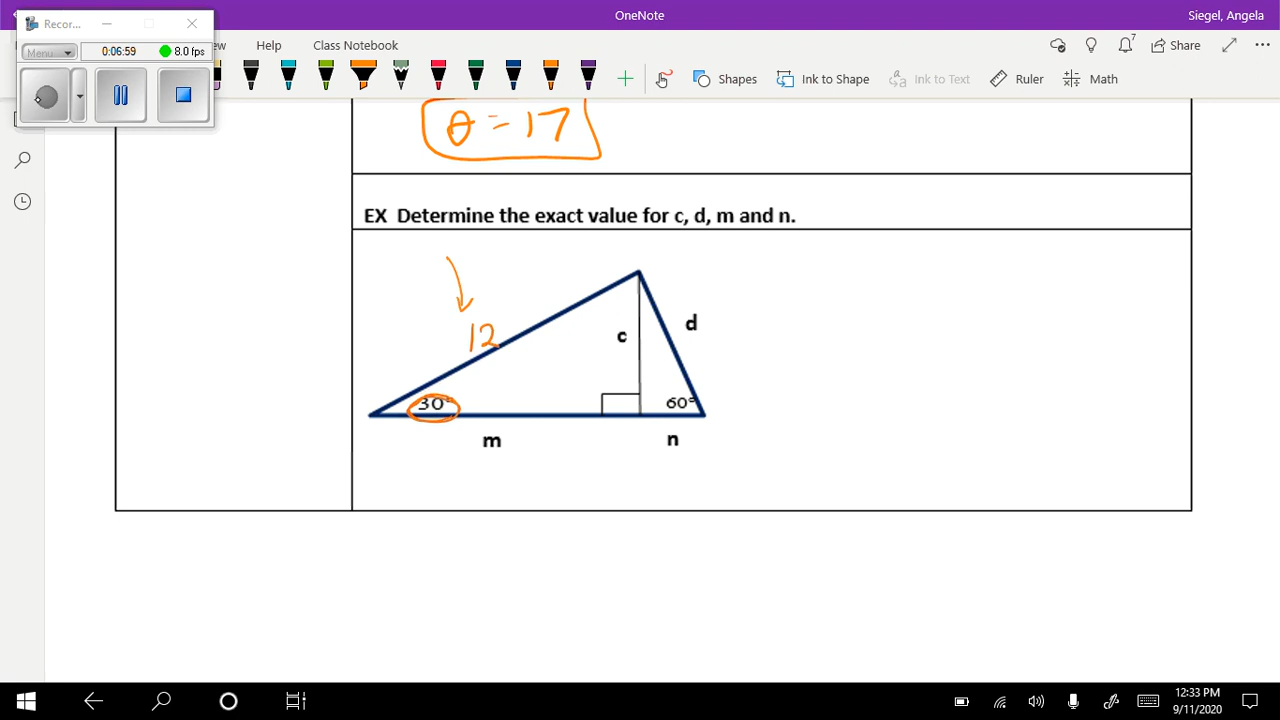 OneNote
Siegel, Angela
Recor...
Menu
0:06:59
8.0 fps
ew
Help
Class Notebook
Share
Shapes
Ink to Shape
Ink to Text
Ruler
Math
θ = 17
EX Determine the exact value for c, d, m and n.
12
c
d
30°
60°
m
n
12:33 PM
9/11/2020
7